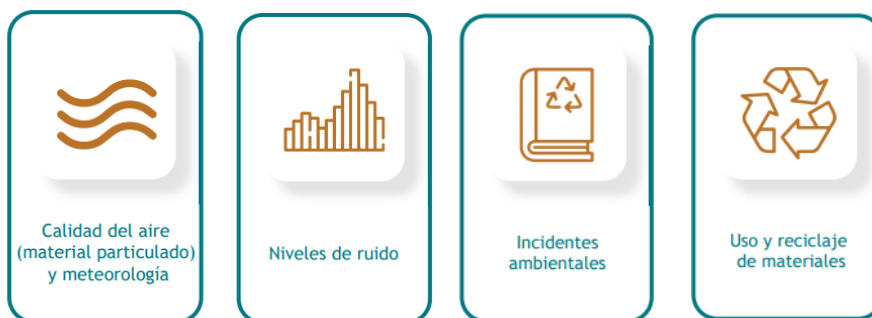 Calidad del aire
(material particulado)
y meteorología
Niveles de ruido
Incidentes
ambientales
Uso y reciclaje
de materiales